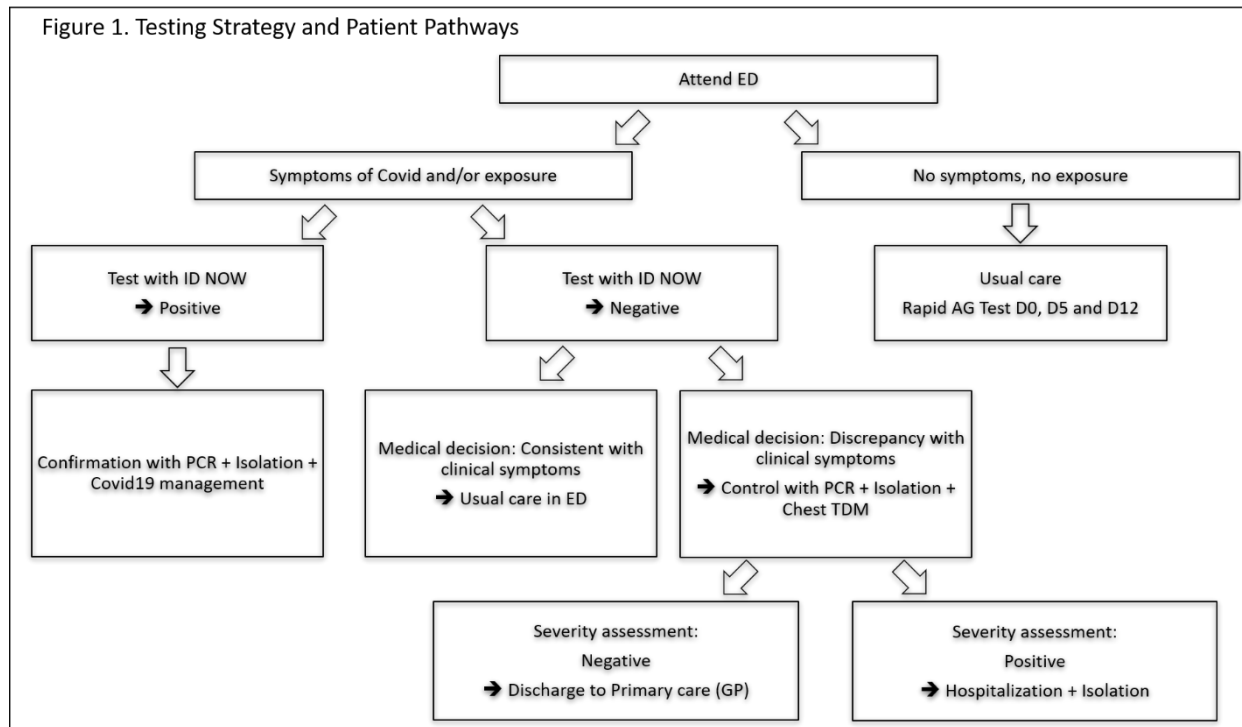 Figure 1. Testing Strategy and Patient Pathways
Attend ED
Symptoms of Covid and/or exposure
No symptoms, no exposure
Test with ID NOW
➔ Positive
Test with ID NOW
➔ Negative
Usual care
Rapid AG Test D0, D5 and D12
Confirmation with PCR + Isolation +
Covid19 management
Medical decision: Consistent with
clinical symptoms
➔ Usual care in ED
Medical decision: Discrepancy with
clinical symptoms
➔ Control with PCR + Isolation +
Chest TDM
Severity assessment:
Negative
➔ Discharge to Primary care (GP)
Severity assessment:
Positive
➔ Hospitalization + Isolation